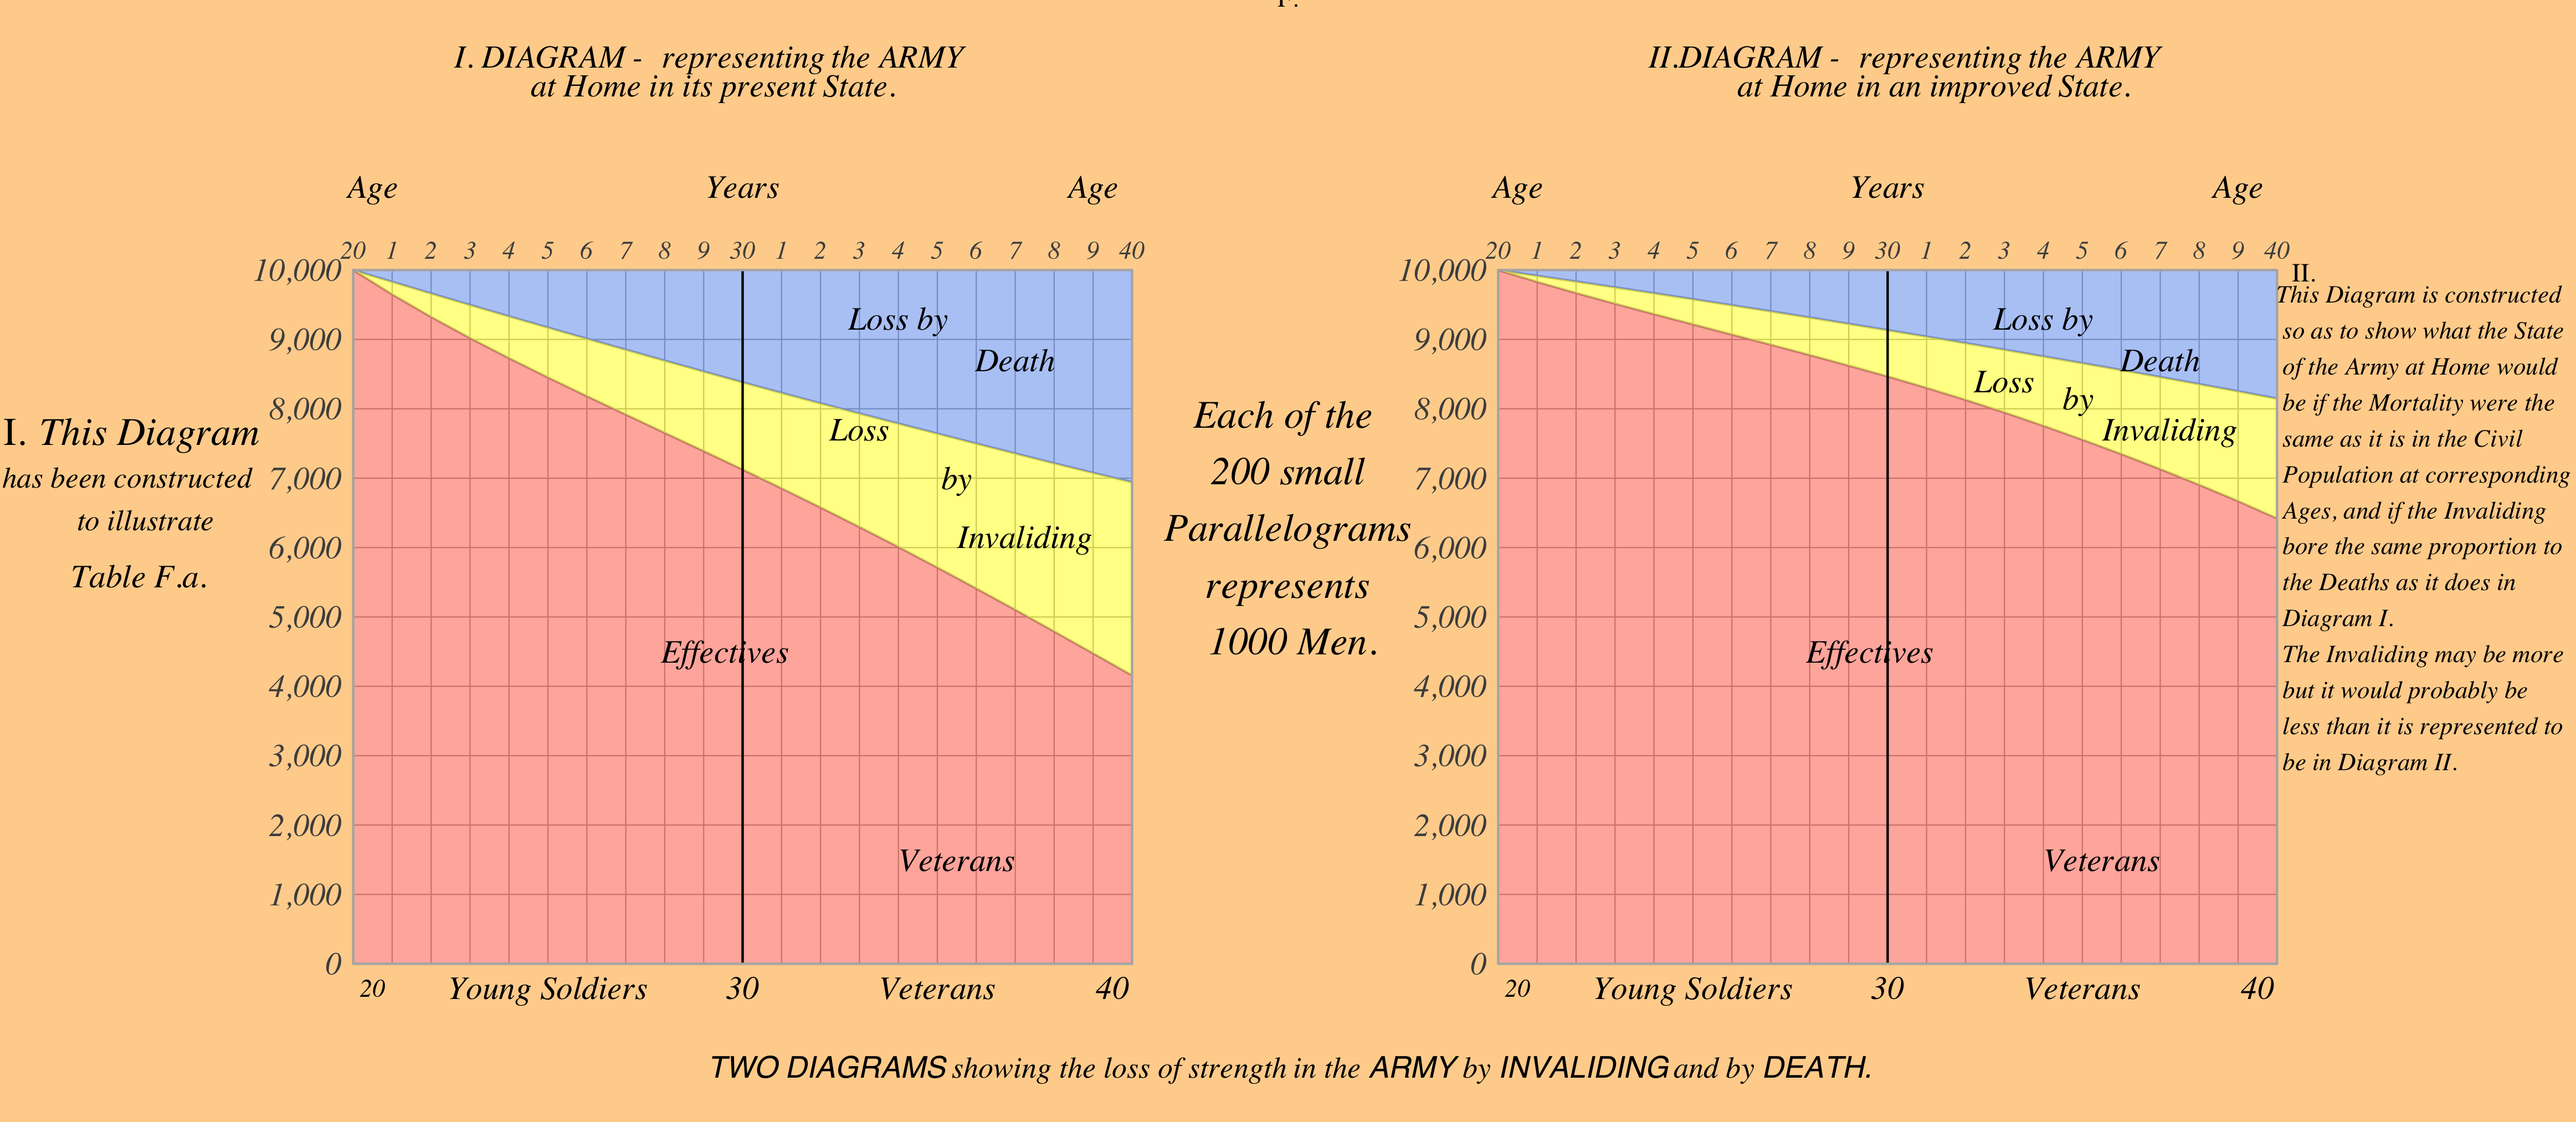 F.
I. DIAGRAM - representing the ARMY
at Home in its present State.
Age Years Age
20 1 2 3 4 5 6 7 8 9 30 1 2 3 4 5 6 7 8 9 40
10,000
9,000
8,000
7,000
6,000
5,000
4,000
3,000
2,000
1,000
0
Loss by
Death
Loss
by
Invaliding
Effectives
Veterans
20 Young Soldiers 30 Veterans 40
I. This Diagram
has been constructed
to illustrate
Table F.a.
Each of the
200 small
Parallelograms
represents
1000 Men.
II.DIAGRAM - representing the ARMY
at Home in an improved State.
Age Years Age
20 1 2 3 4 5 6 7 8 9 30 1 2 3 4 5 6 7 8 9 40
10,000
9,000
8,000
7,000
6,000
5,000
4,000
3,000
2,000
1,000
0
Loss by
Death
Loss
by
Invaliding
Effectives
Veterans
20 Young Soldiers 30 Veterans 40
II.
This Diagram is constructed
so as to show what the State
of the Army at Home would
be if the Mortality were the
same as it is in the Civil
Population at corresponding
Ages, and if the Invaliding
bore the same proportion to
the Deaths as it does in
Diagram I.
The Invaliding may be more
but it would probably be
less than it is represented to
be in Diagram II.
TWO DIAGRAMS showing the loss of strength in the ARMY by INVALIDING and by DEATH.